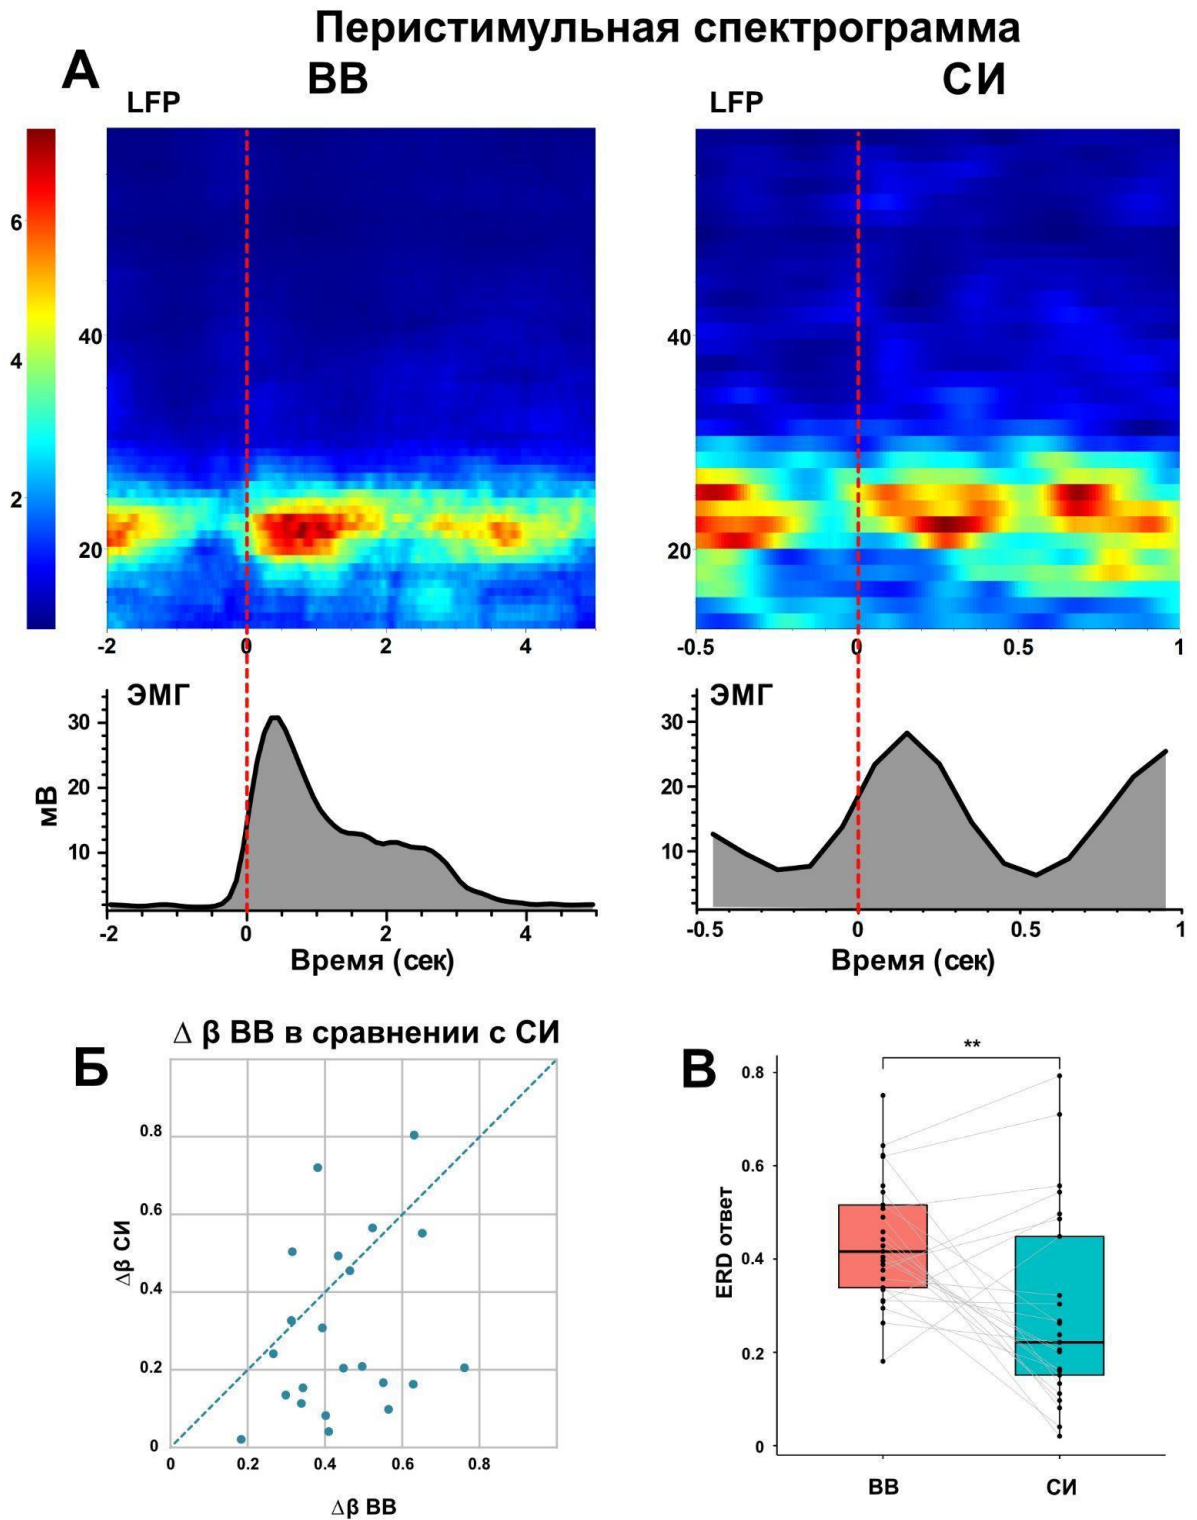 Перистимульная спектрограмма
А
ВВ
СИ
LFP
LFP
6
4
2
40
20
40
20
-2
0
2
4
-0.5
0
0.5
1
ЭМГ
ЭМГ
мВ
30
20
10
30
20
10
-2
0
2
4
-0.5
0
0.5
1
Время (сек)
Время (сек)
Б
Δ β ВВ в сравнении с СИ
0.8
0.6
0.4
0.2
0
Δβ СИ
0
0.2
0.4
0.6
0.8
Δβ ВВ
В
**
0.8
0.6
0.4
0.2
0
ERD ответ
ВВ
СИ